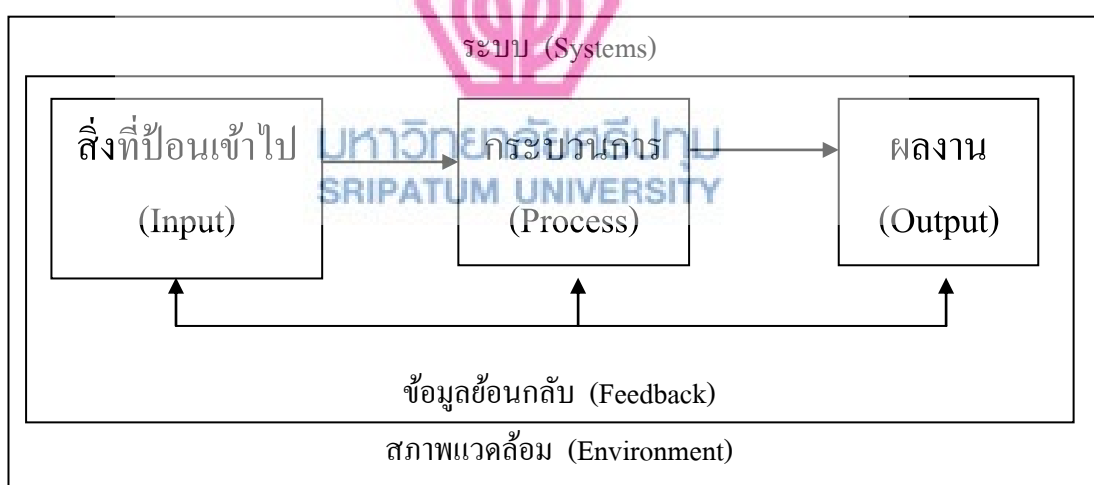 ระบบ (Systems)
สิ่งที่ป้อนเข้าไป
(Input)
กระบวนการ
(Process)
ผลงาน
(Output)
มหาวิทยาลัยศรีปทุม
SRIPATUM UNIVERSITY
ข้อมูลย้อนกลับ (Feedback)
สภาพแวดล้อม (Environment)